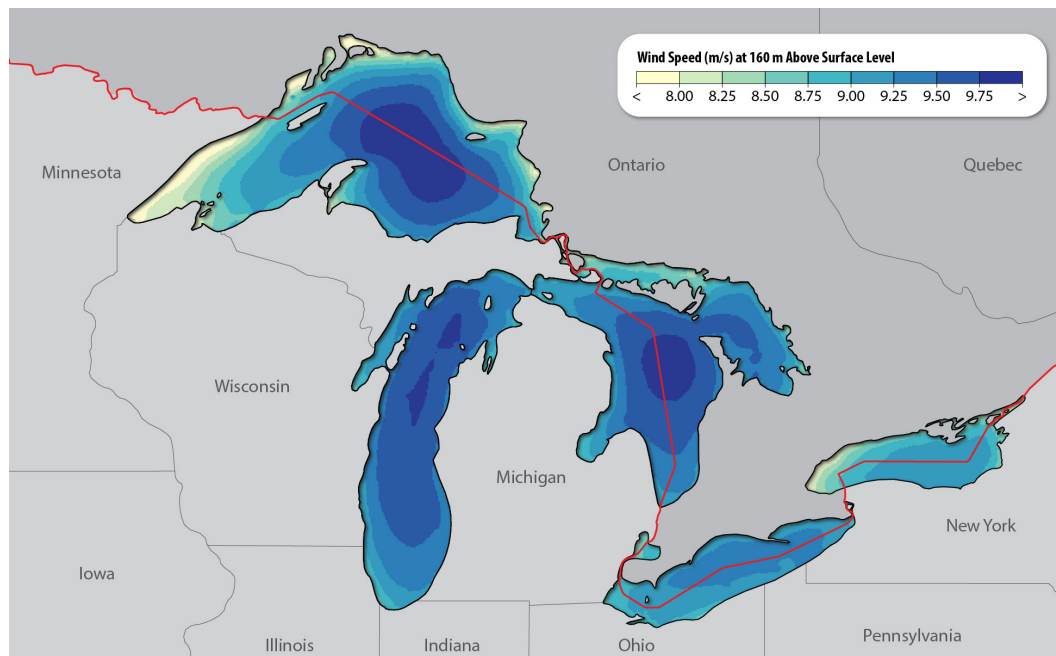 Wind Speed (m/s) at 160 m Above Surface Level
< 8.00 8.25 8.50 8.75 9.00 9.25 9.50 9.75 >
Minnesota
Ontario
Quebec
Wisconsin
Michigan
New York
Iowa
Illinois
Indiana
Ohio
Pennsylvania